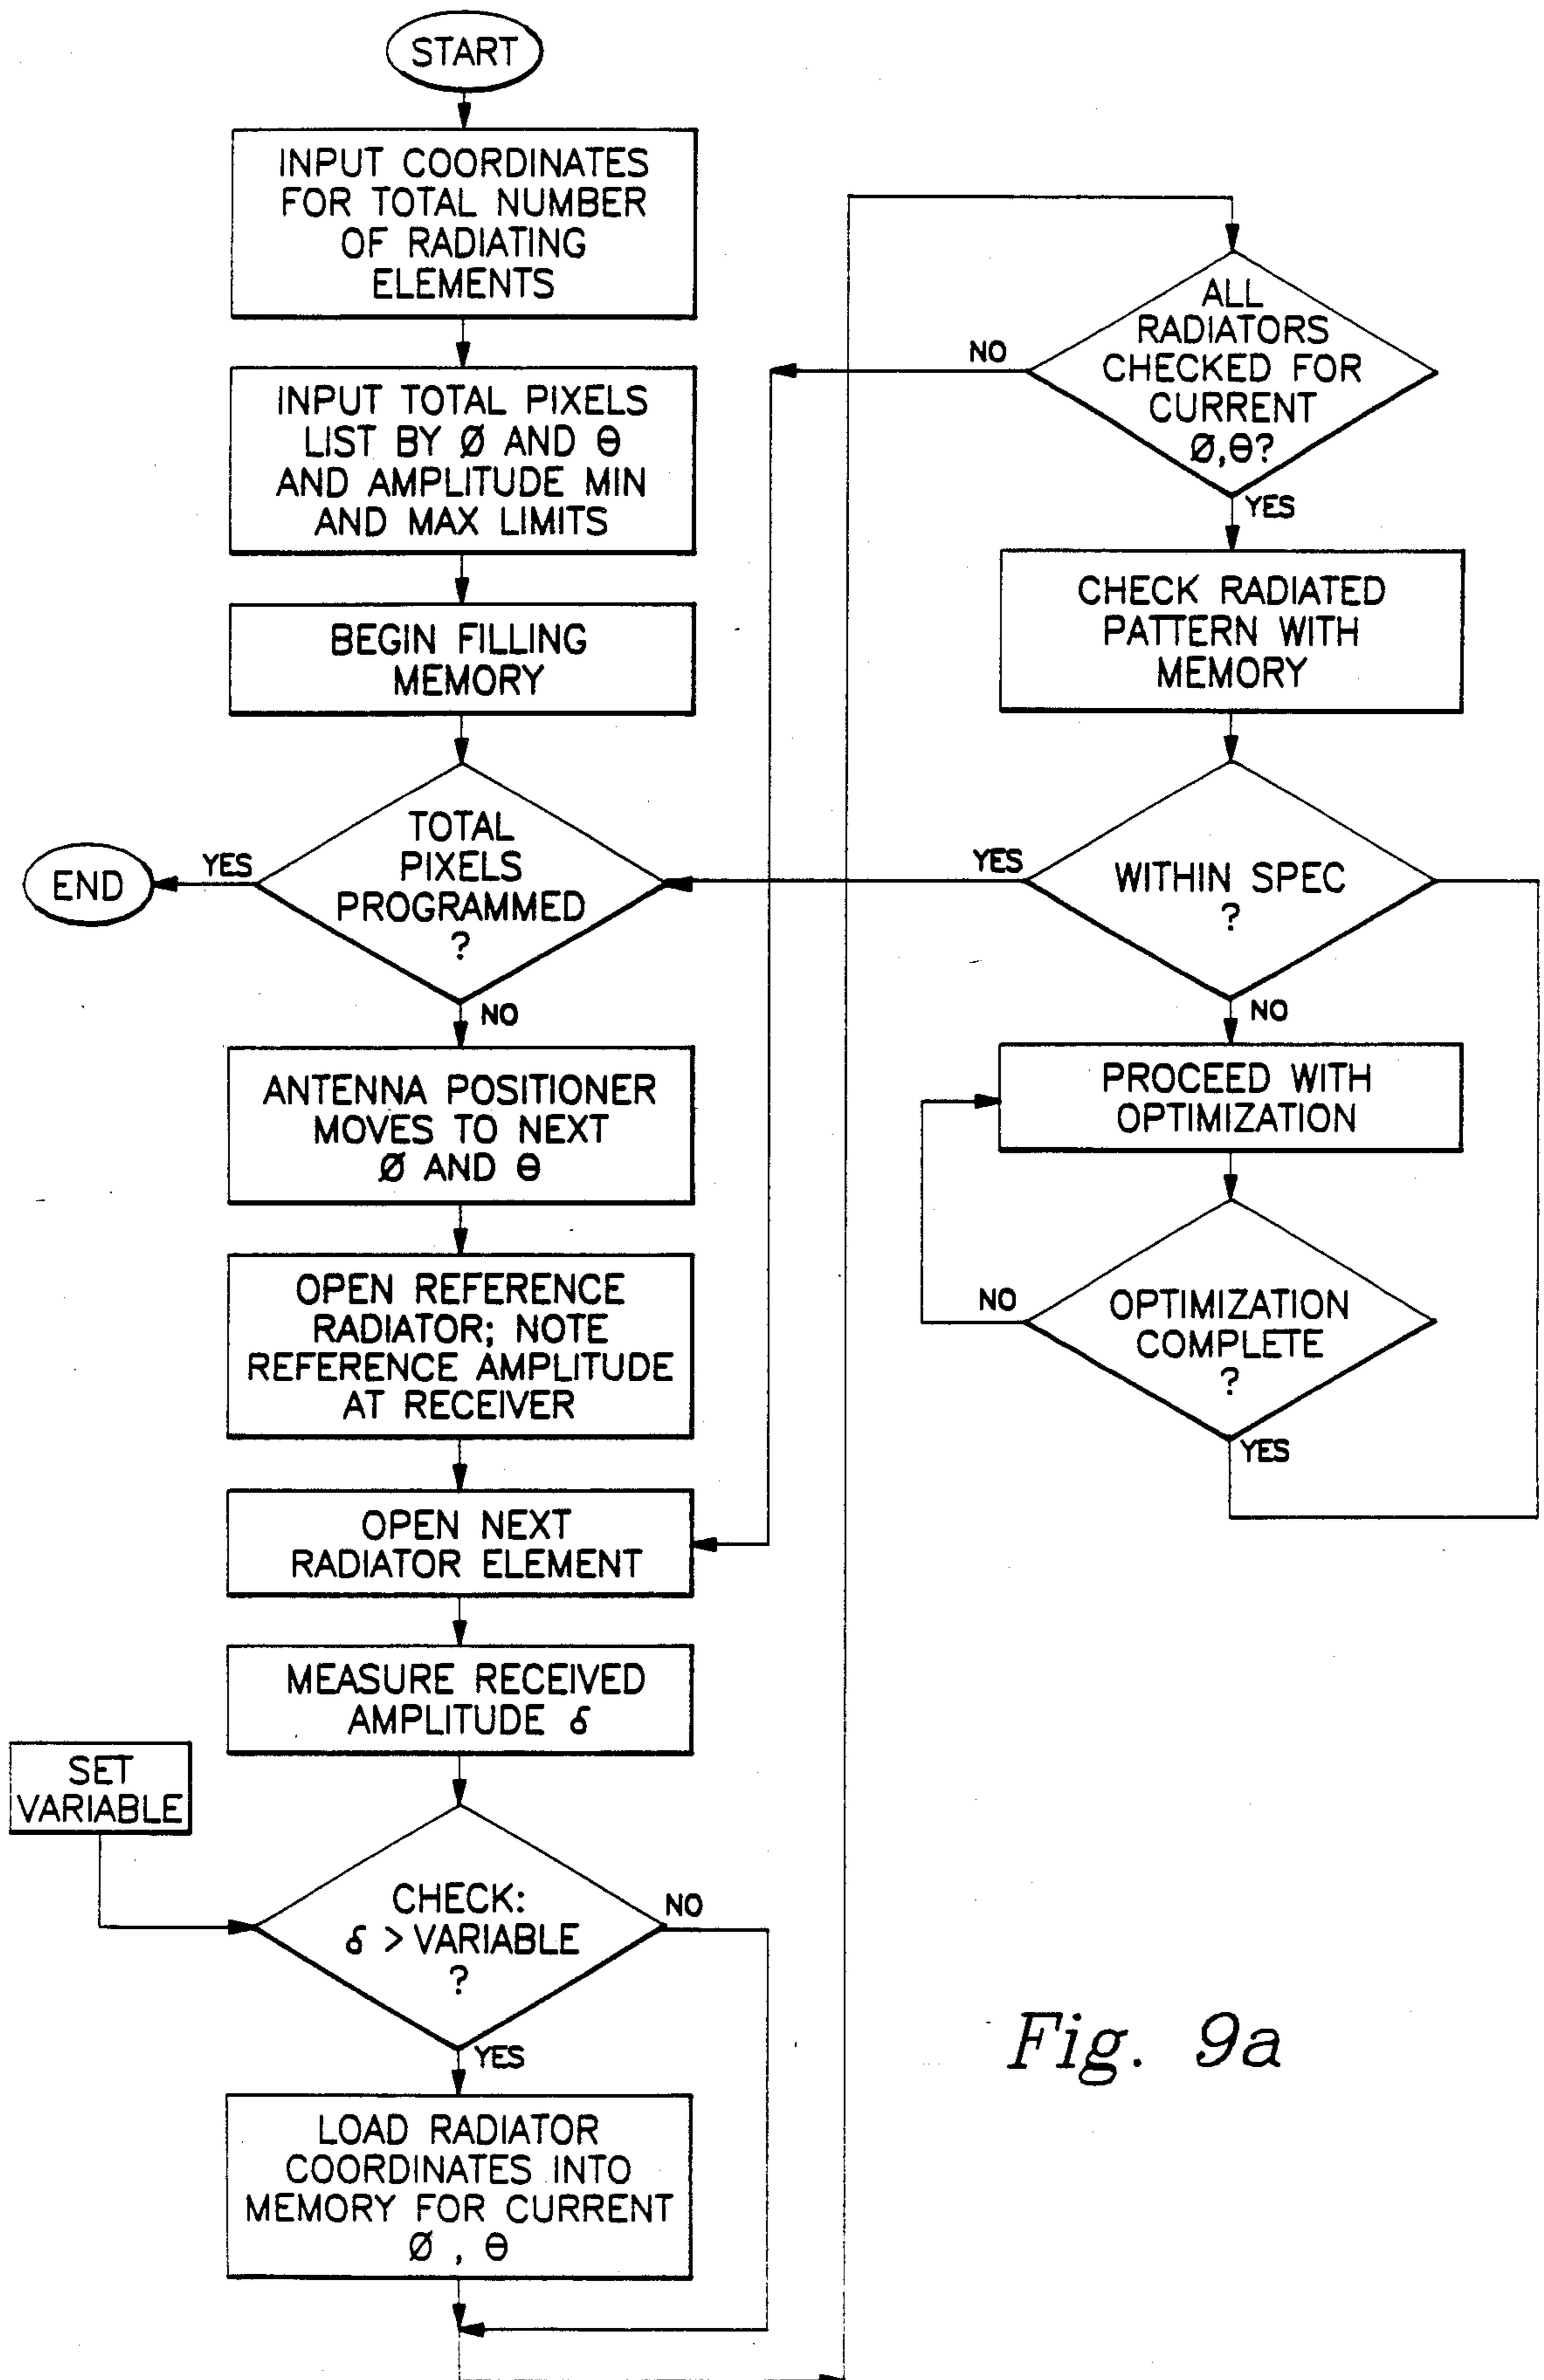 START
INPUT COORDINATES
FOR TOTAL NUMBER
OF RADIATING
ELEMENTS
INPUT TOTAL PIXELS
LIST BY Ø AND Θ
AND AMPLITUDE MIN
AND MAX LIMITS
BEGIN FILLING
MEMORY
TOTAL
PIXELS
PROGRAMMED
?
YES
END
NO
ANTENNA POSITIONER
MOVES TO NEXT
Ø AND Θ
OPEN REFERENCE
RADIATOR; NOTE
REFERENCE AMPLITUDE
AT RECEIVER
OPEN NEXT
RADIATOR ELEMENT
MEASURE RECEIVED
AMPLITUDE δ
SET
VARIABLE
CHECK:
δ > VARIABLE
?
NO
YES
LOAD RADIATOR
COORDINATES INTO
MEMORY FOR CURRENT
Ø , Θ
ALL
RADIATORS
CHECKED FOR
CURRENT
Ø,Θ?
NO
YES
CHECK RADIATED
PATTERN WITH
MEMORY
WITHIN SPEC
?
YES
NO
PROCEED WITH
OPTIMIZATION
OPTIMIZATION
COMPLETE
?
NO
YES
Fig. 9a